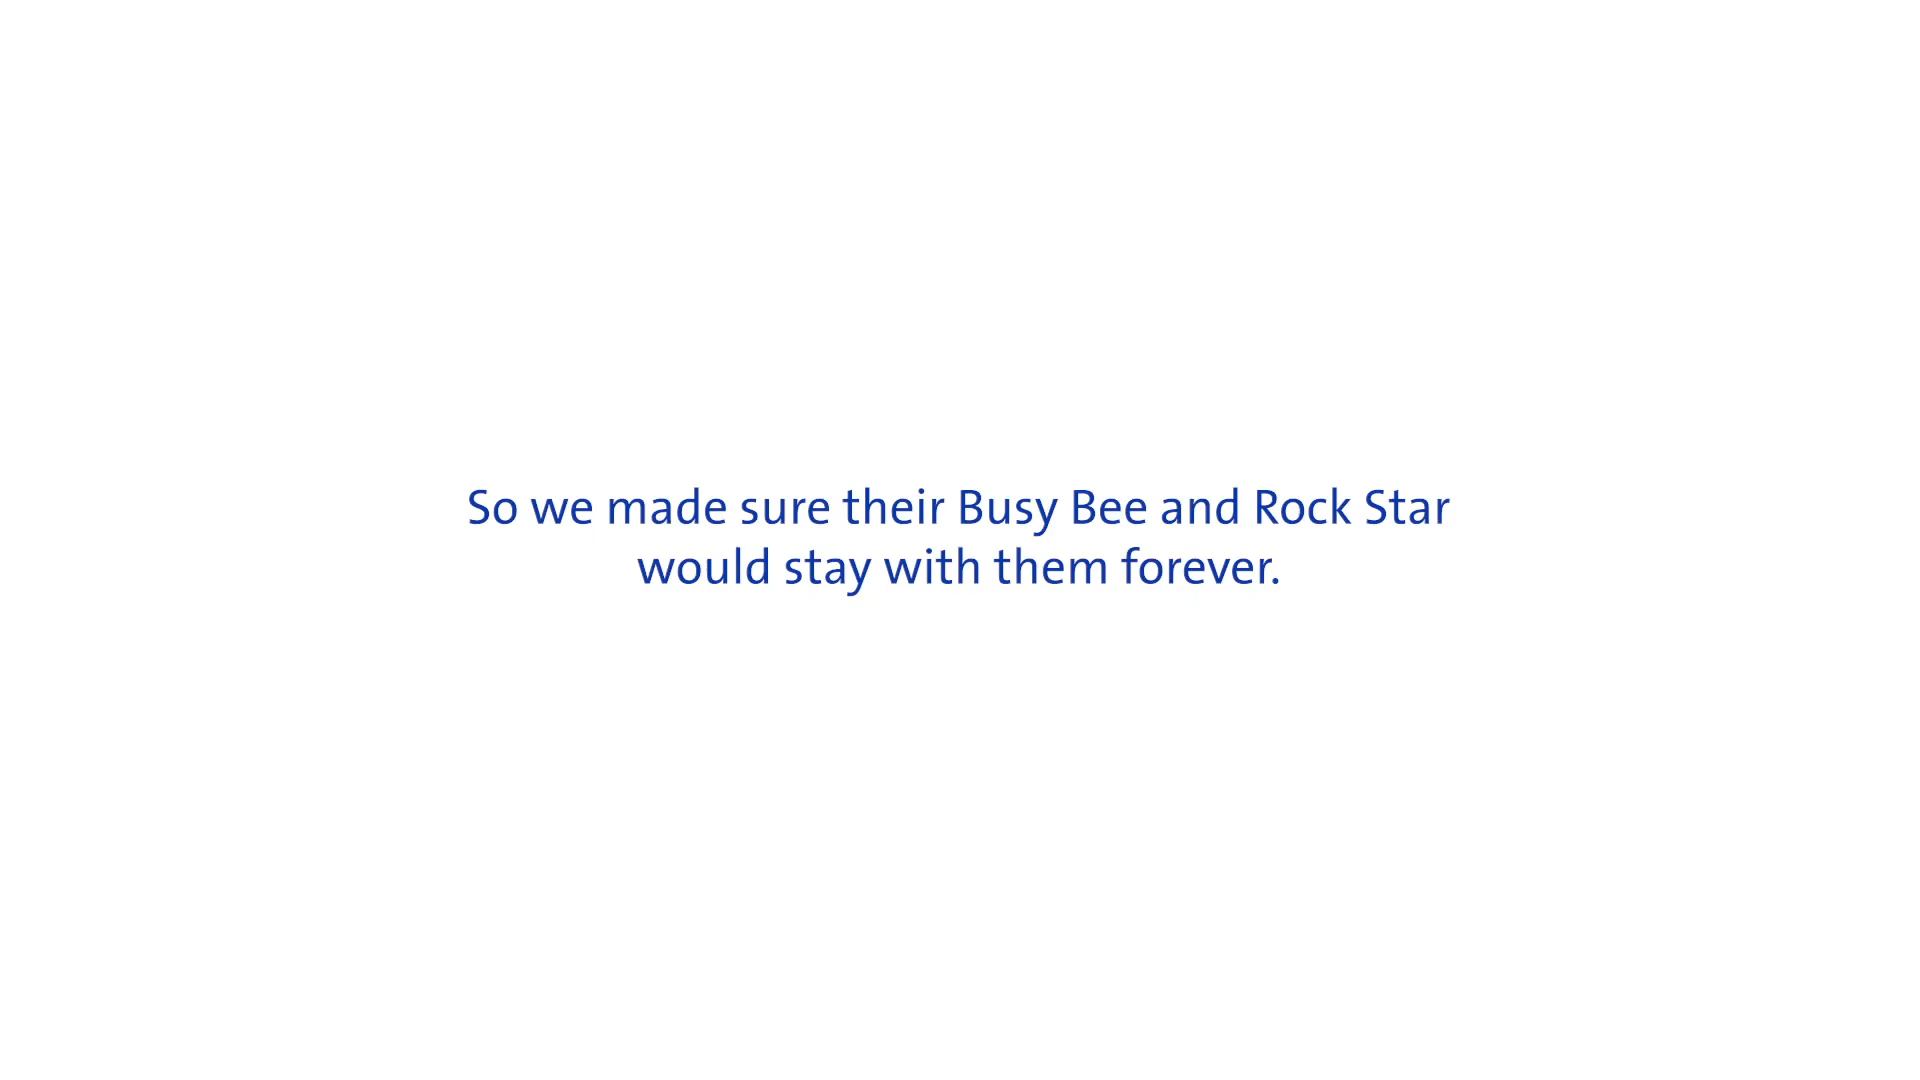 So we made sure their Busy Bee and Rock Star
would stay with them forever.